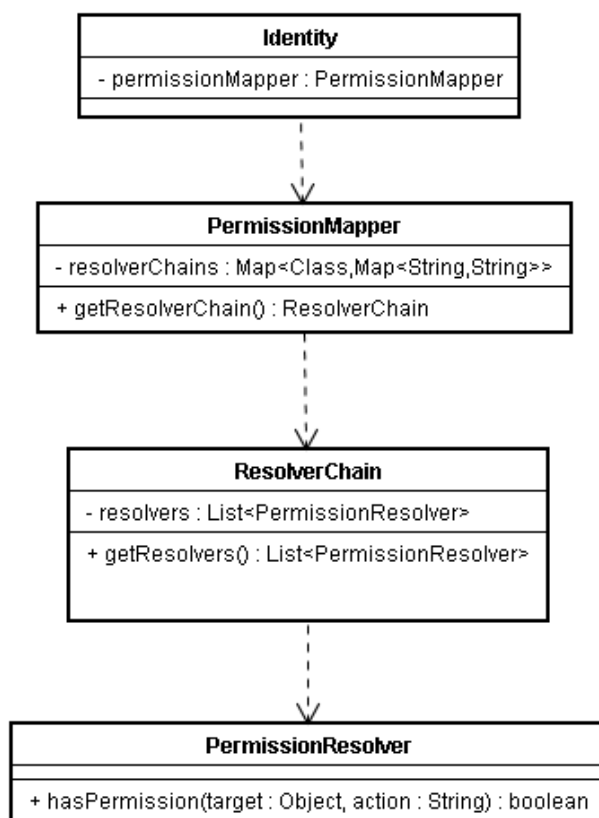 Identity
- permissionMapper : PermissionMapper
PermissionMapper
- resolverChains : Map<Class,Map<String,String>>
+ getResolverChain() : ResolverChain
ResolverChain
- resolvers : List<PermissionResolver>
+ getResolvers() : List<PermissionResolver>
PermissionResolver
+ hasPermission(target : Object, action : String) : boolean